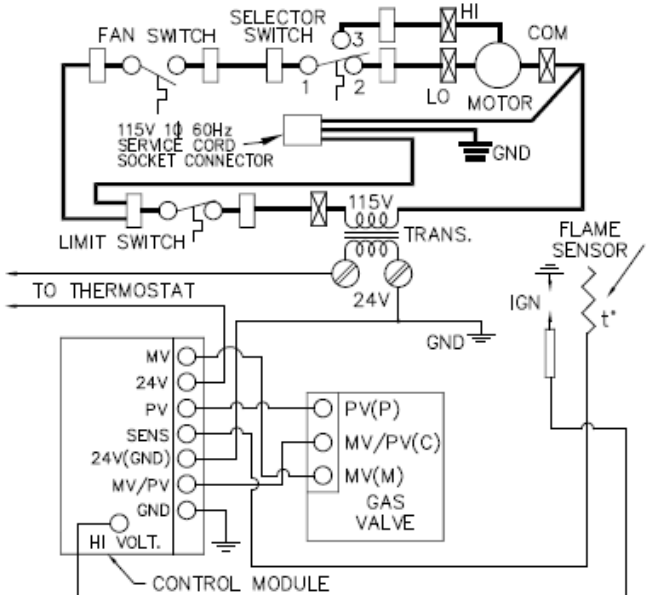 FAN SWITCH
SELECTOR
SWITCH
3
1
2
HI
LO
MOTOR
COM
115V 1ϕ 60Hz
SERVICE CORD
SOCKET CONNECTOR
GND
LIMIT SWITCH
115V
TRANS.
24V
FLAME
SENSOR
IGN
t°
TO THERMOSTAT
GND
MV
24V
PV
SENS
24V(GND)
MV/PV
GND
HI VOLT.
PV(P)
MV/PV(C)
MV(M)
GAS
VALVE
CONTROL MODULE